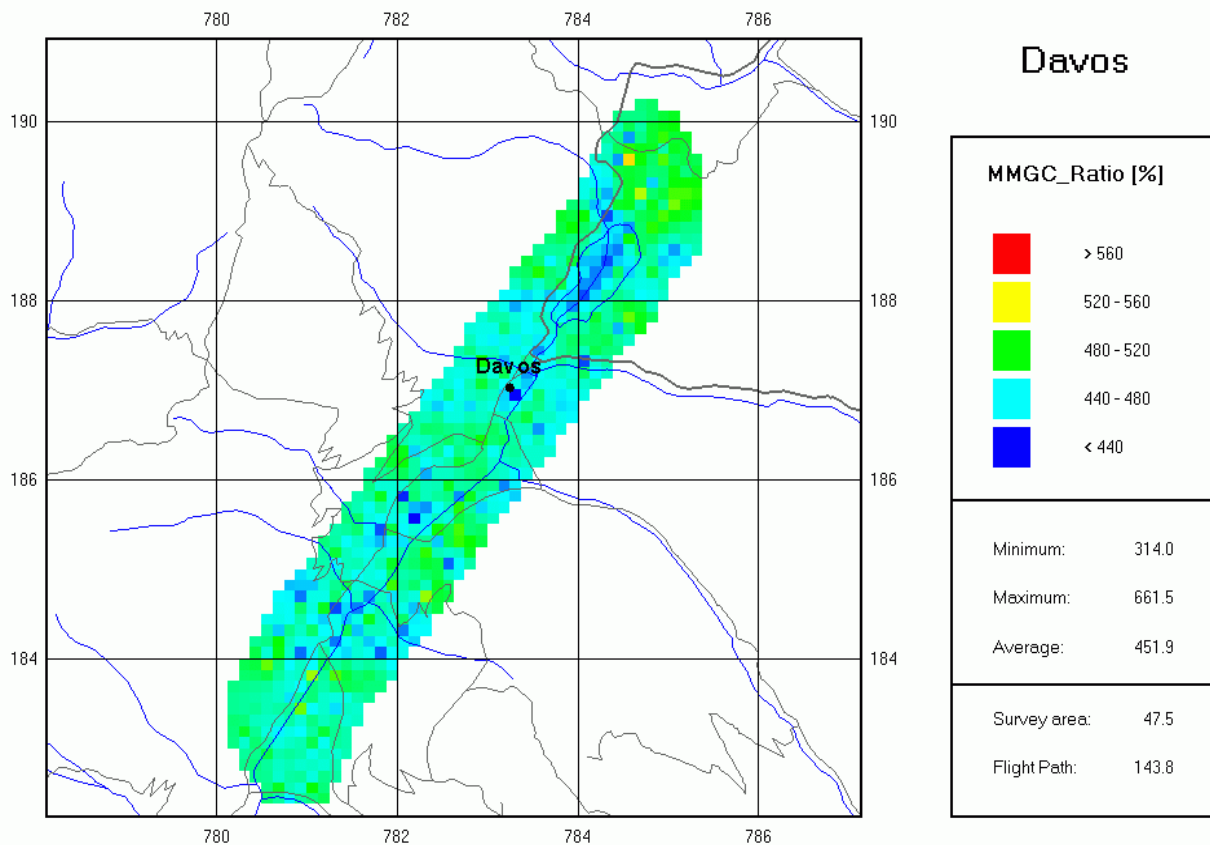 780 782 784 786
Davos
190 190
MMGC_Ratio [%]
> 560
188 188
520 - 560
480 - 520
Davos
440 - 480
< 440
186 186
Minimum: 314.0
Maximum: 661.5
Average: 451.9
184 184
Survey area: 47.5
Flight Path: 143.8
780 782 784 786